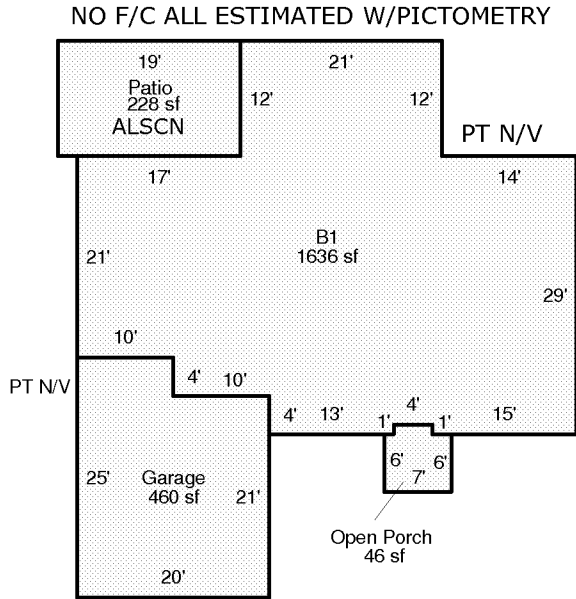 NO F/C ALL ESTIMATED W/PICTOMETRY
19'
21'
Patio
228 sf
12'
12'
ALSCN
PT N/V
17'
14'
B1
1636 sf
21'
29'
10'
4'
10'
PT N/V
4'
4'
13'
1'
1'
15'
6'
6'
7'
25'
Garage
460 sf
21'
Open Porch
46 sf
20'